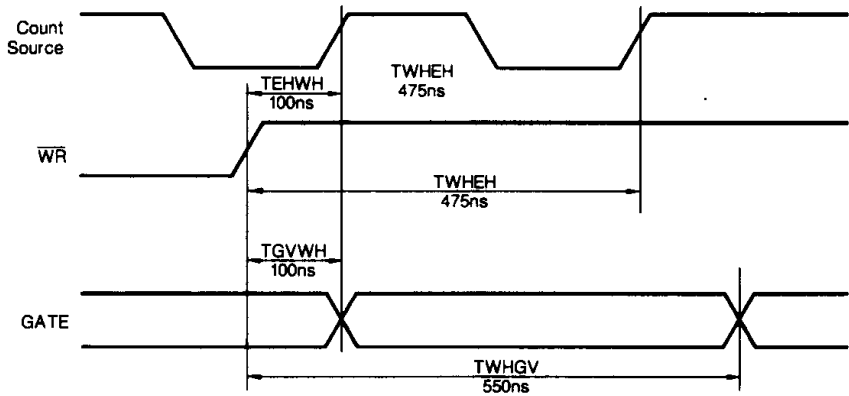 Count
Source
TEHWH
100ns
TWHEH
475ns
WR
TWHEH
475ns
TGVWH
100ns
GATE
TWHGV
550ns